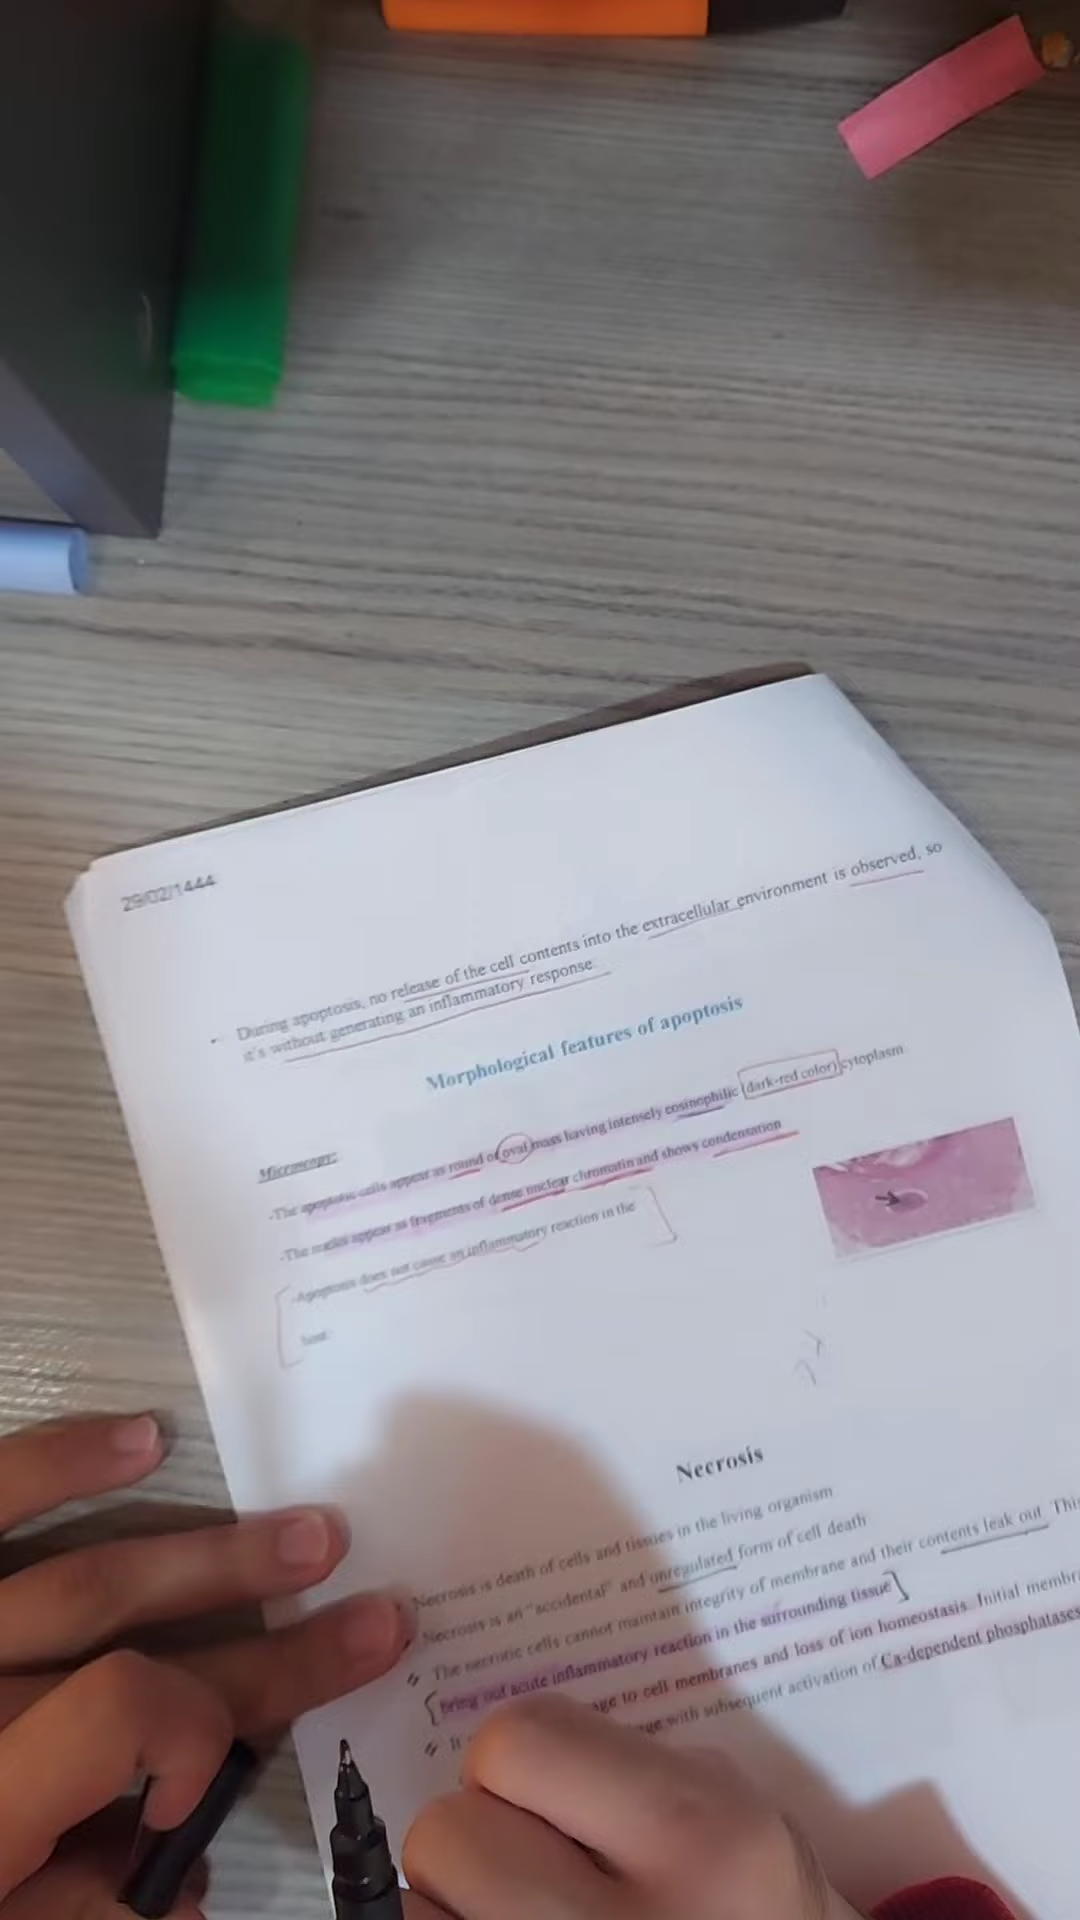 29/02/1444
During apoptosis, no release of the cell contents into the extracellular environment is observed, so
it's without generating an inflammatory response.
Morphological features of apoptosis
Microscopy:
-The apoptotic cells appear as round or oval mass having intensely eosinophilic (dark-red color) cytoplasm
-The nuclei appear as fragments of dense nuclear chromatin and shows condensation
-Apoptosis does not cause an inflammatory reaction in the
host.
Necrosis
Necrosis is death of cells and tissues in the living organism
Necrosis is an "accidental" and unregulated form of cell death
The necrotic cells cannot maintain integrity of membrane and their contents leak out. This
bring out acute inflammatory reaction in the surrounding tissue
It to cell membranes and loss of ion homeostasis. Initial
with subsequent activation of Ca-dependent phosphatases